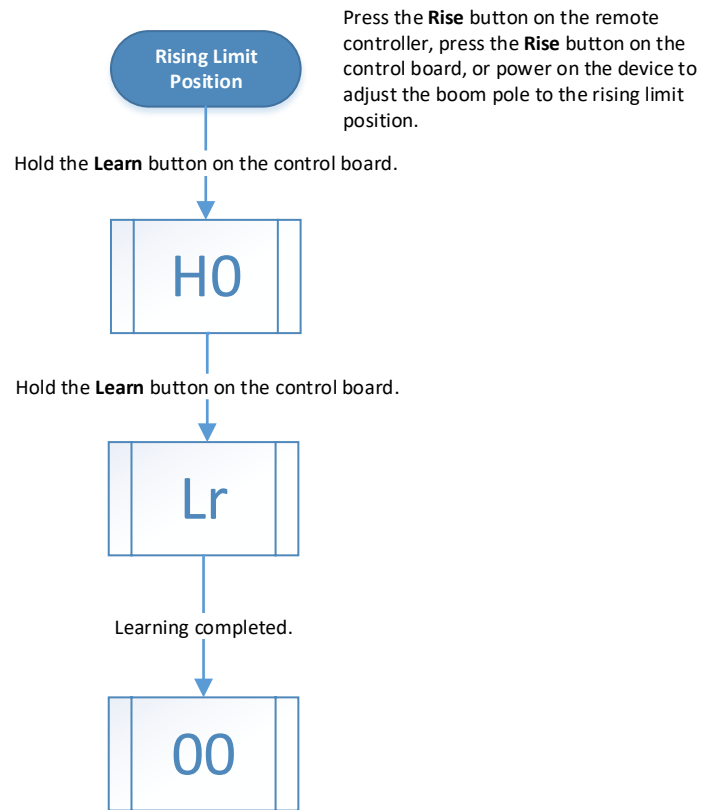 Rising Limit
Position
Press the Rise button on the remote
controller, press the Rise button on the
control board, or power on the device to
adjust the boom pole to the rising limit
position.
Hold the Learn button on the control board.
H0
Hold the Learn button on the control board.
Lr
Learning completed.
00